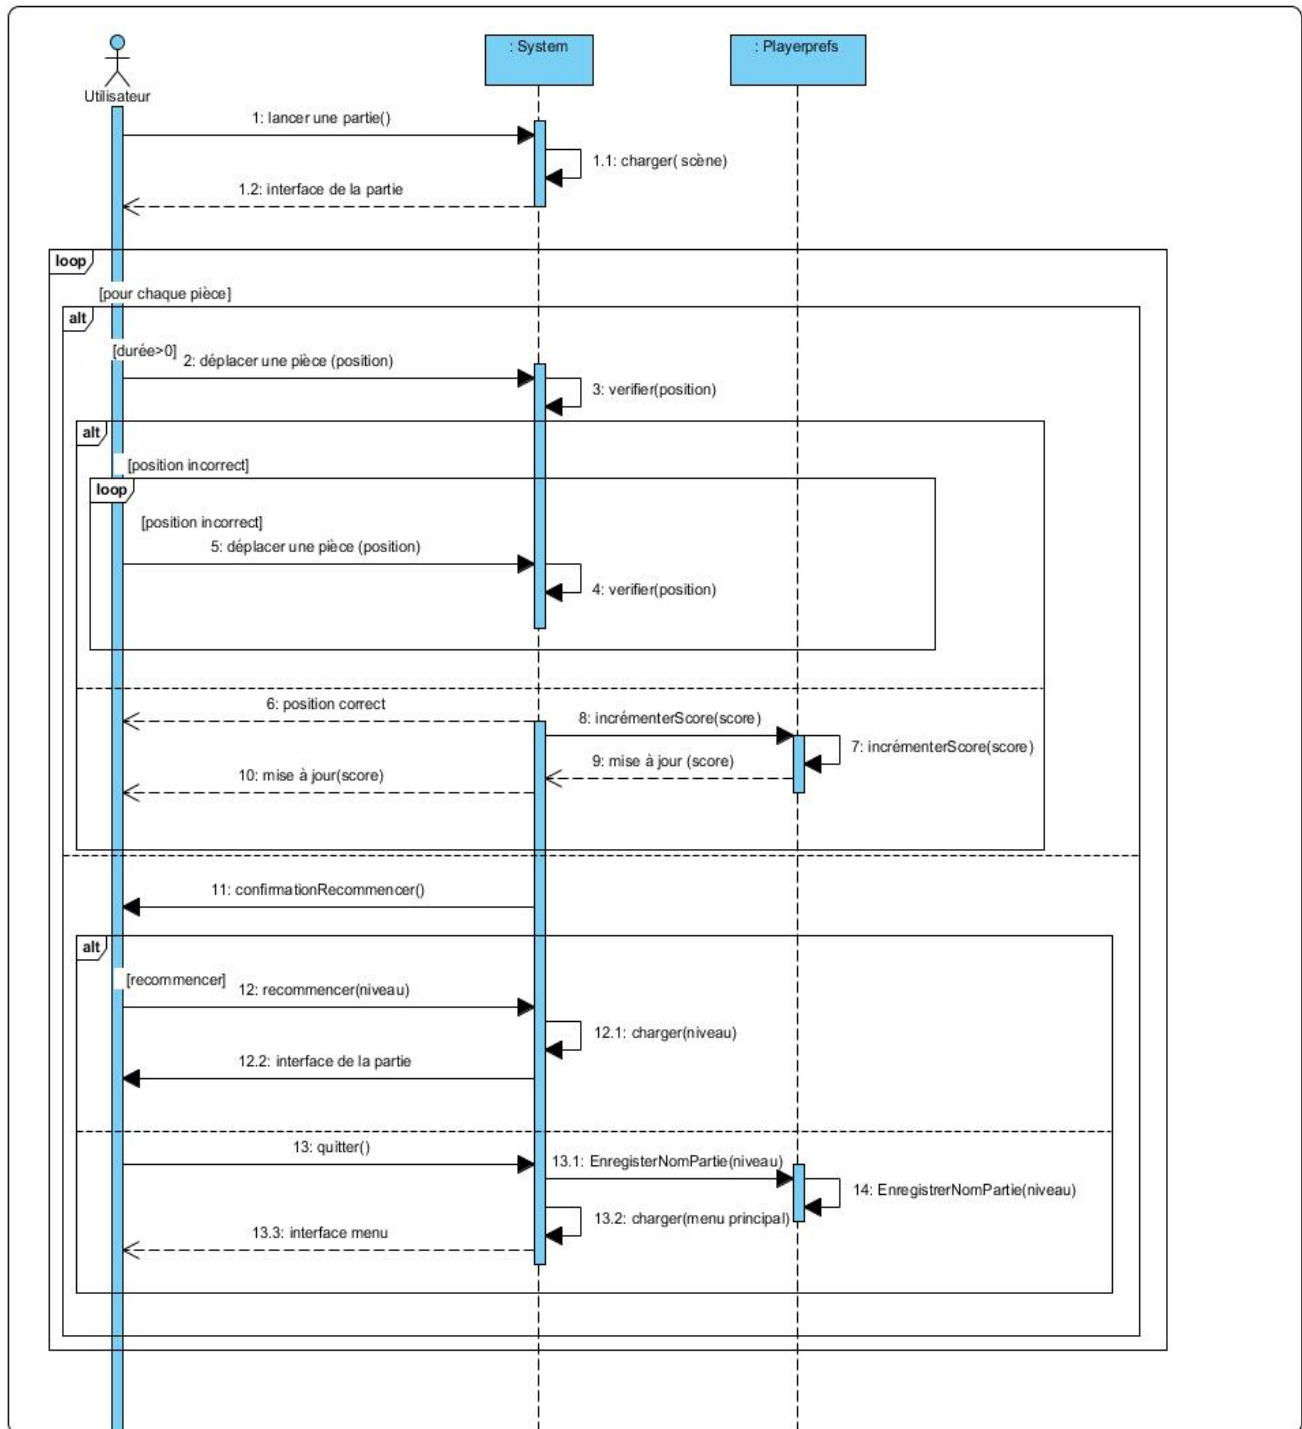 : System
: Playerprefs
Utilisateur
1: lancer une partie()
1.1: charger( scène)
1.2: interface de la partie
loop
[pour chaque pièce]
alt
[durée>0]
2: déplacer une pièce (position)
3: verifier(position)
alt
[position incorrect]
loop
[position incorrect]
5: déplacer une pièce (position)
4: verifier(position)
6: position correct
8: incrémenterScore(score)
7: incrémenterScore(score)
9: mise à jour (score)
10: mise à jour(score)
11: confirmationRecommencer()
alt
[recommencer]
12: recommencer(niveau)
12.1: charger(niveau)
12.2: interface de la partie
13: quitter()
13.1: EnregisterNomPartie(niveau)
14: EnregistrerNomPartie(niveau)
13.2: charger(menu principal)
13.3: interface menu